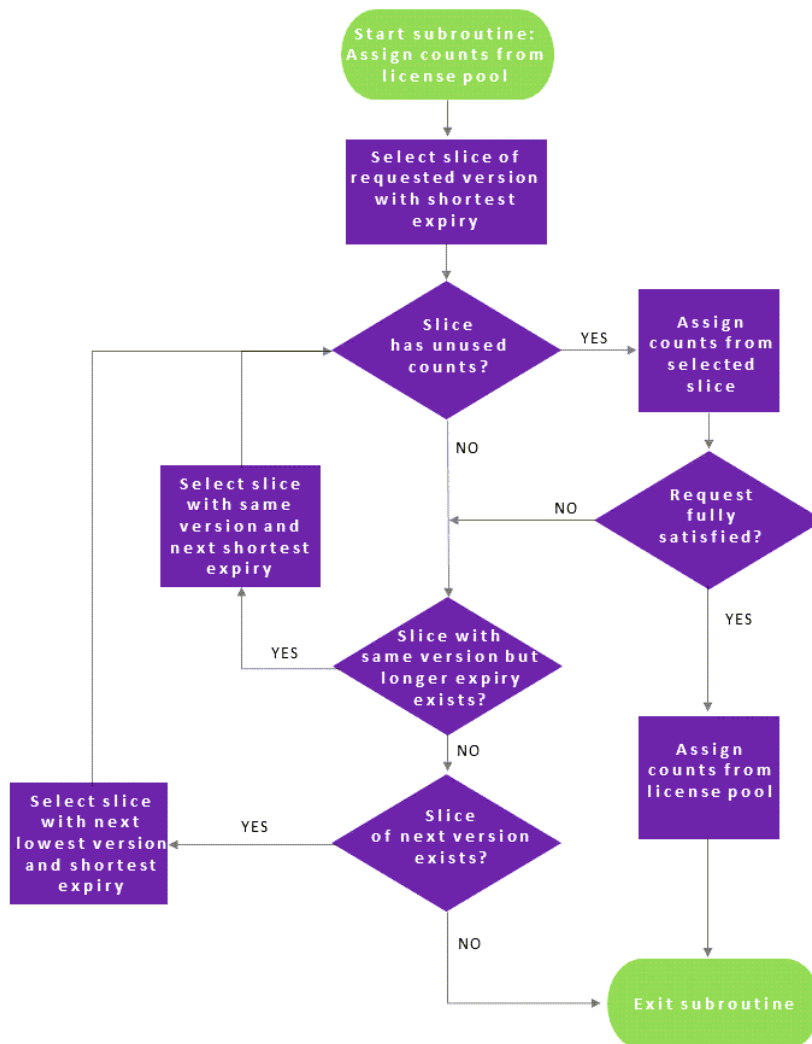 Start subroutine:
Assign counts from
license pool
Select slice of
requested version
with shortest
expiry
Slice
has unused
counts?
YES
Assign
counts from
selected
slice
NO
Select slice
with same
version and
next shortest
expiry
NO
Request
fully
satisfied?
YES
YES
Slice with
same version but
longer expiry
exists?
NO
Assign
counts from
license pool
Select slice
with next
lowest version
and shortest
expiry
YES
Slice
of next version
exists?
NO
Exit subroutine